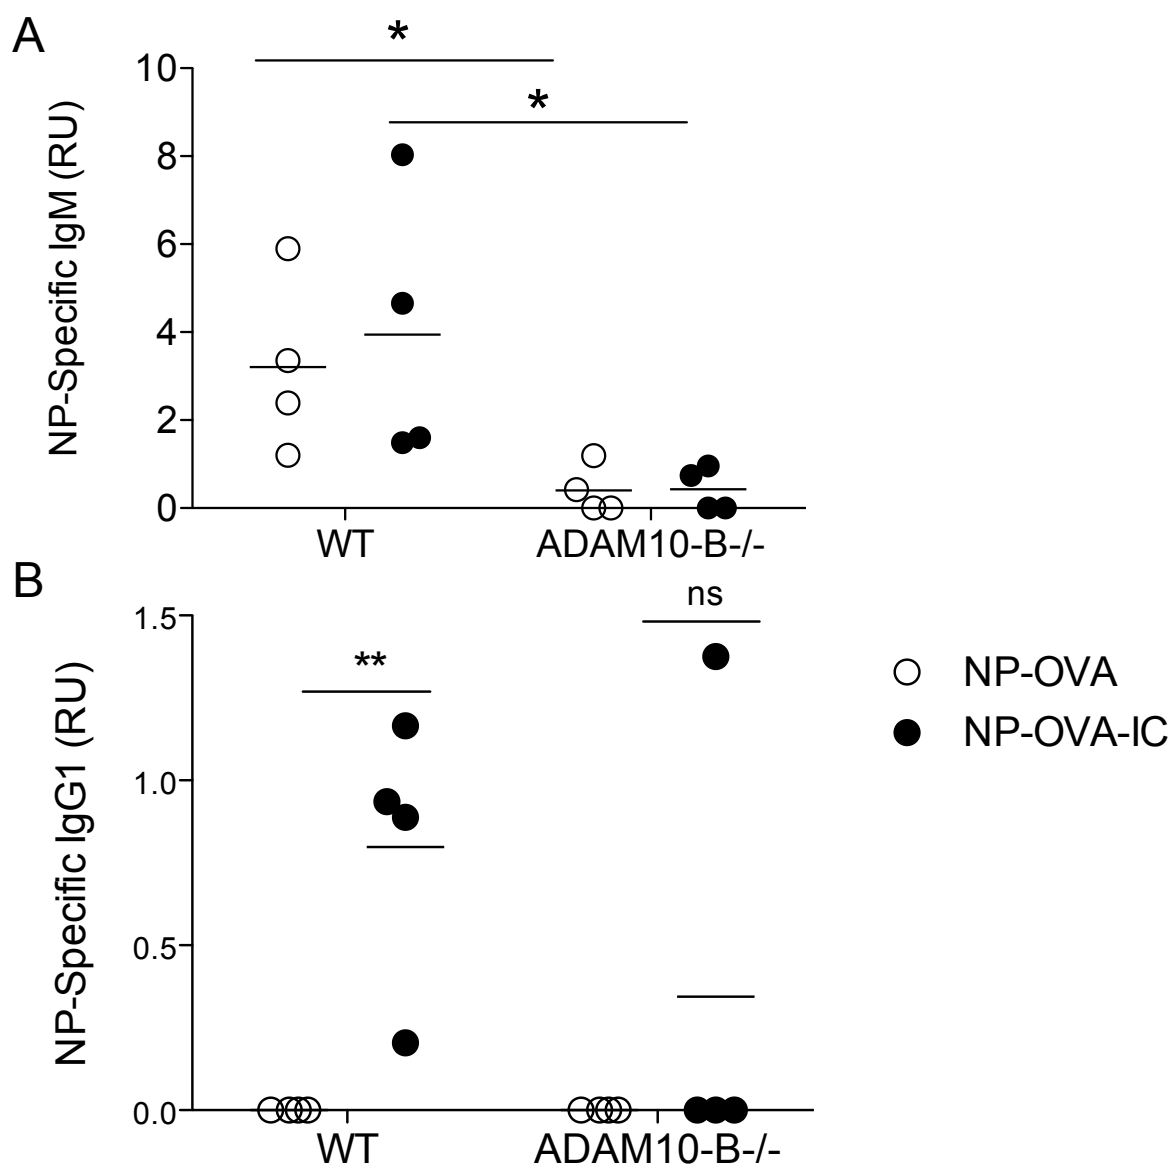 A
*
*
NP-Specific IgM (RU)
10
8
6
4
2
0
WT ADAM10-B-/-
B
ns
**
NP-Specific IgG1 (RU)
1.5
1.0
0.5
0.0
WT ADAM10-B-/-
NP-OVA
NP-OVA-IC